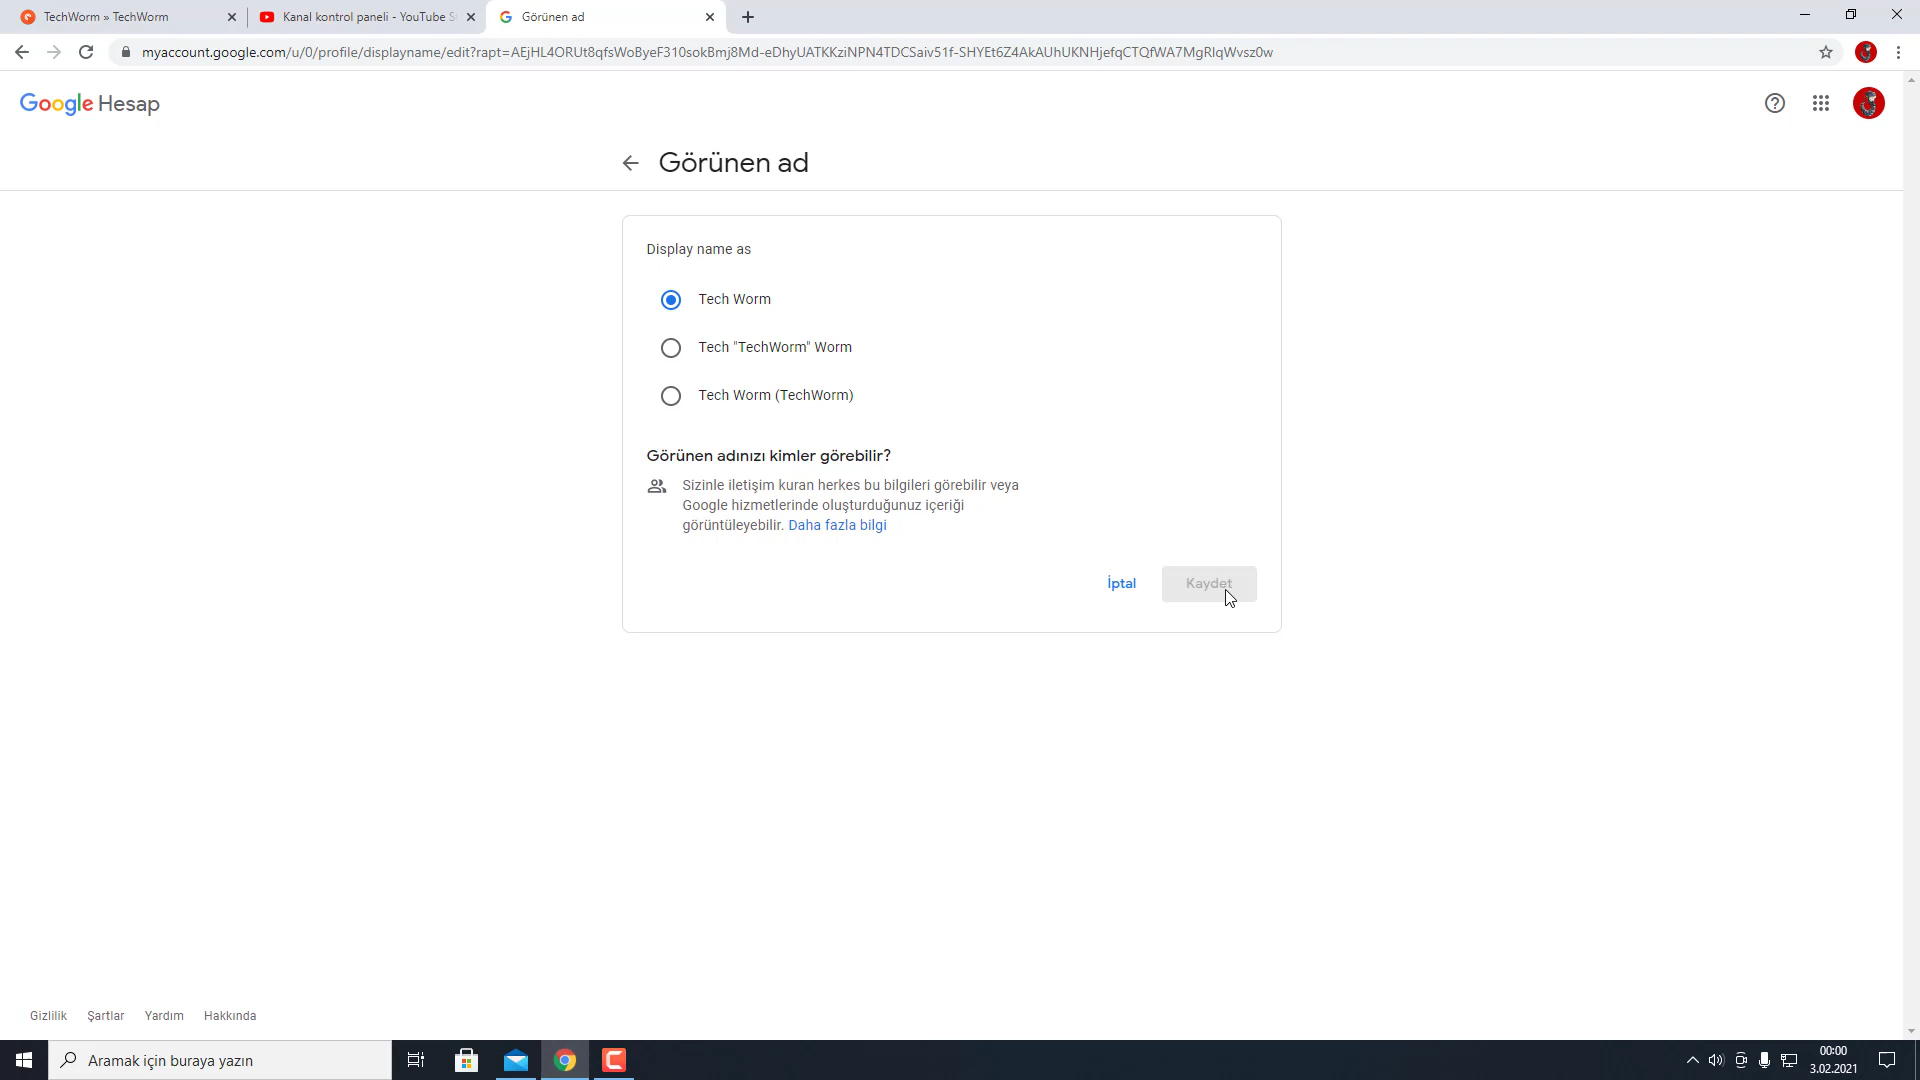 TechWorm » TechWorm
Kanal kontrol paneli - YouTube S
Görünen ad
myaccount.google.com/u/0/profile/displayname/edit?rapt=AEjHL4ORUt8qfsWoByeF310sokBmj8Md-eDhyUATKKziNPN4TDCSaiv51f-SHYEt6Z4AkAUhUKNHjefqCTQfWA7MgRlqWvsz0w
Google Hesap
Görünen ad
Display name as
Tech Worm
Tech "TechWorm" Worm
Tech Worm (TechWorm)
Görünen adınızı kimler görebilir?
Sizinle iletişim kuran herkes bu bilgileri görebilir veya
Google hizmetlerinde oluşturduğunuz içeriği
görüntüleyebilir. Daha fazla bilgi
İptal
Kaydet
Gizlilik
Şartlar
Yardım
Hakkında
Aramak için buraya yazın
00:00
3.02.2021